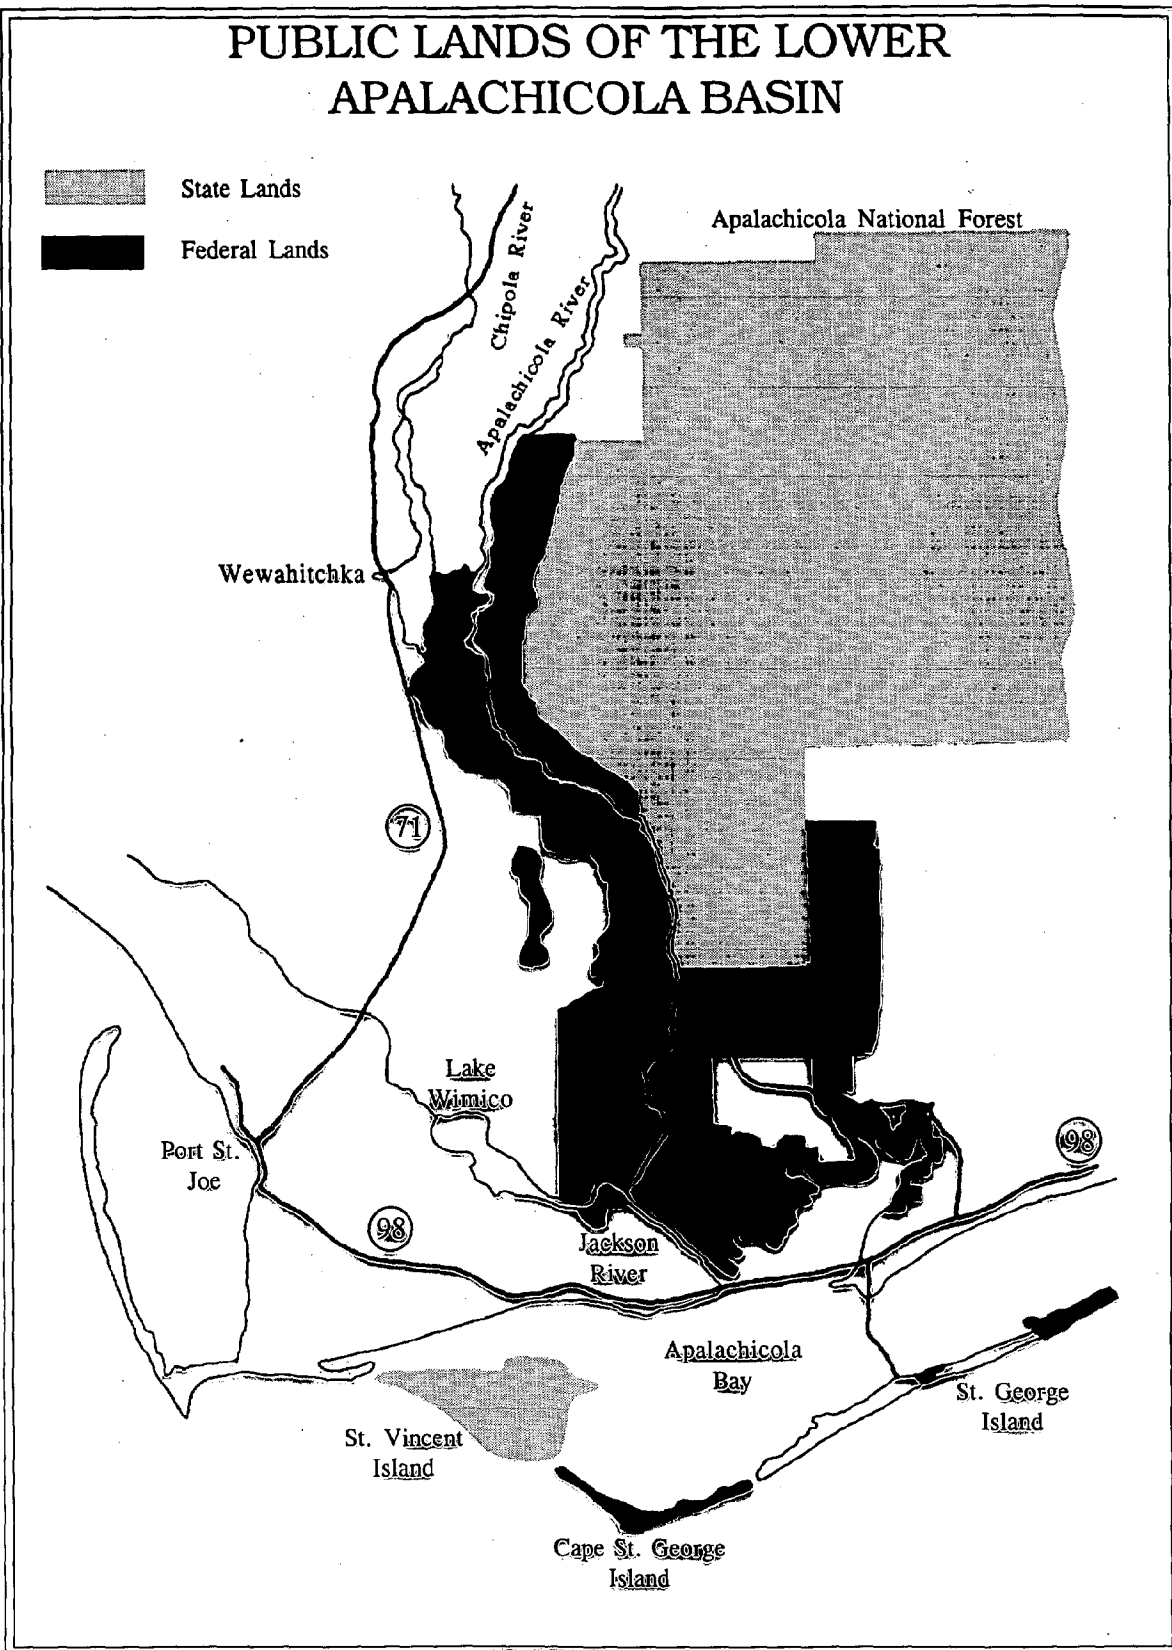 PUBLIC LANDS OF THE LOWER
APALACHICOLA BASIN
State Lands
Federal Lands
Apalachicola National Forest
Chipola River
Apalachicola River
Wewahitchka
71
Lake
Wimico
Port St.
Joe
98
98
Jackson
River
Apalachicola
Bay
St. George
Island
St. Vincent
Island
Cape St. George
Island